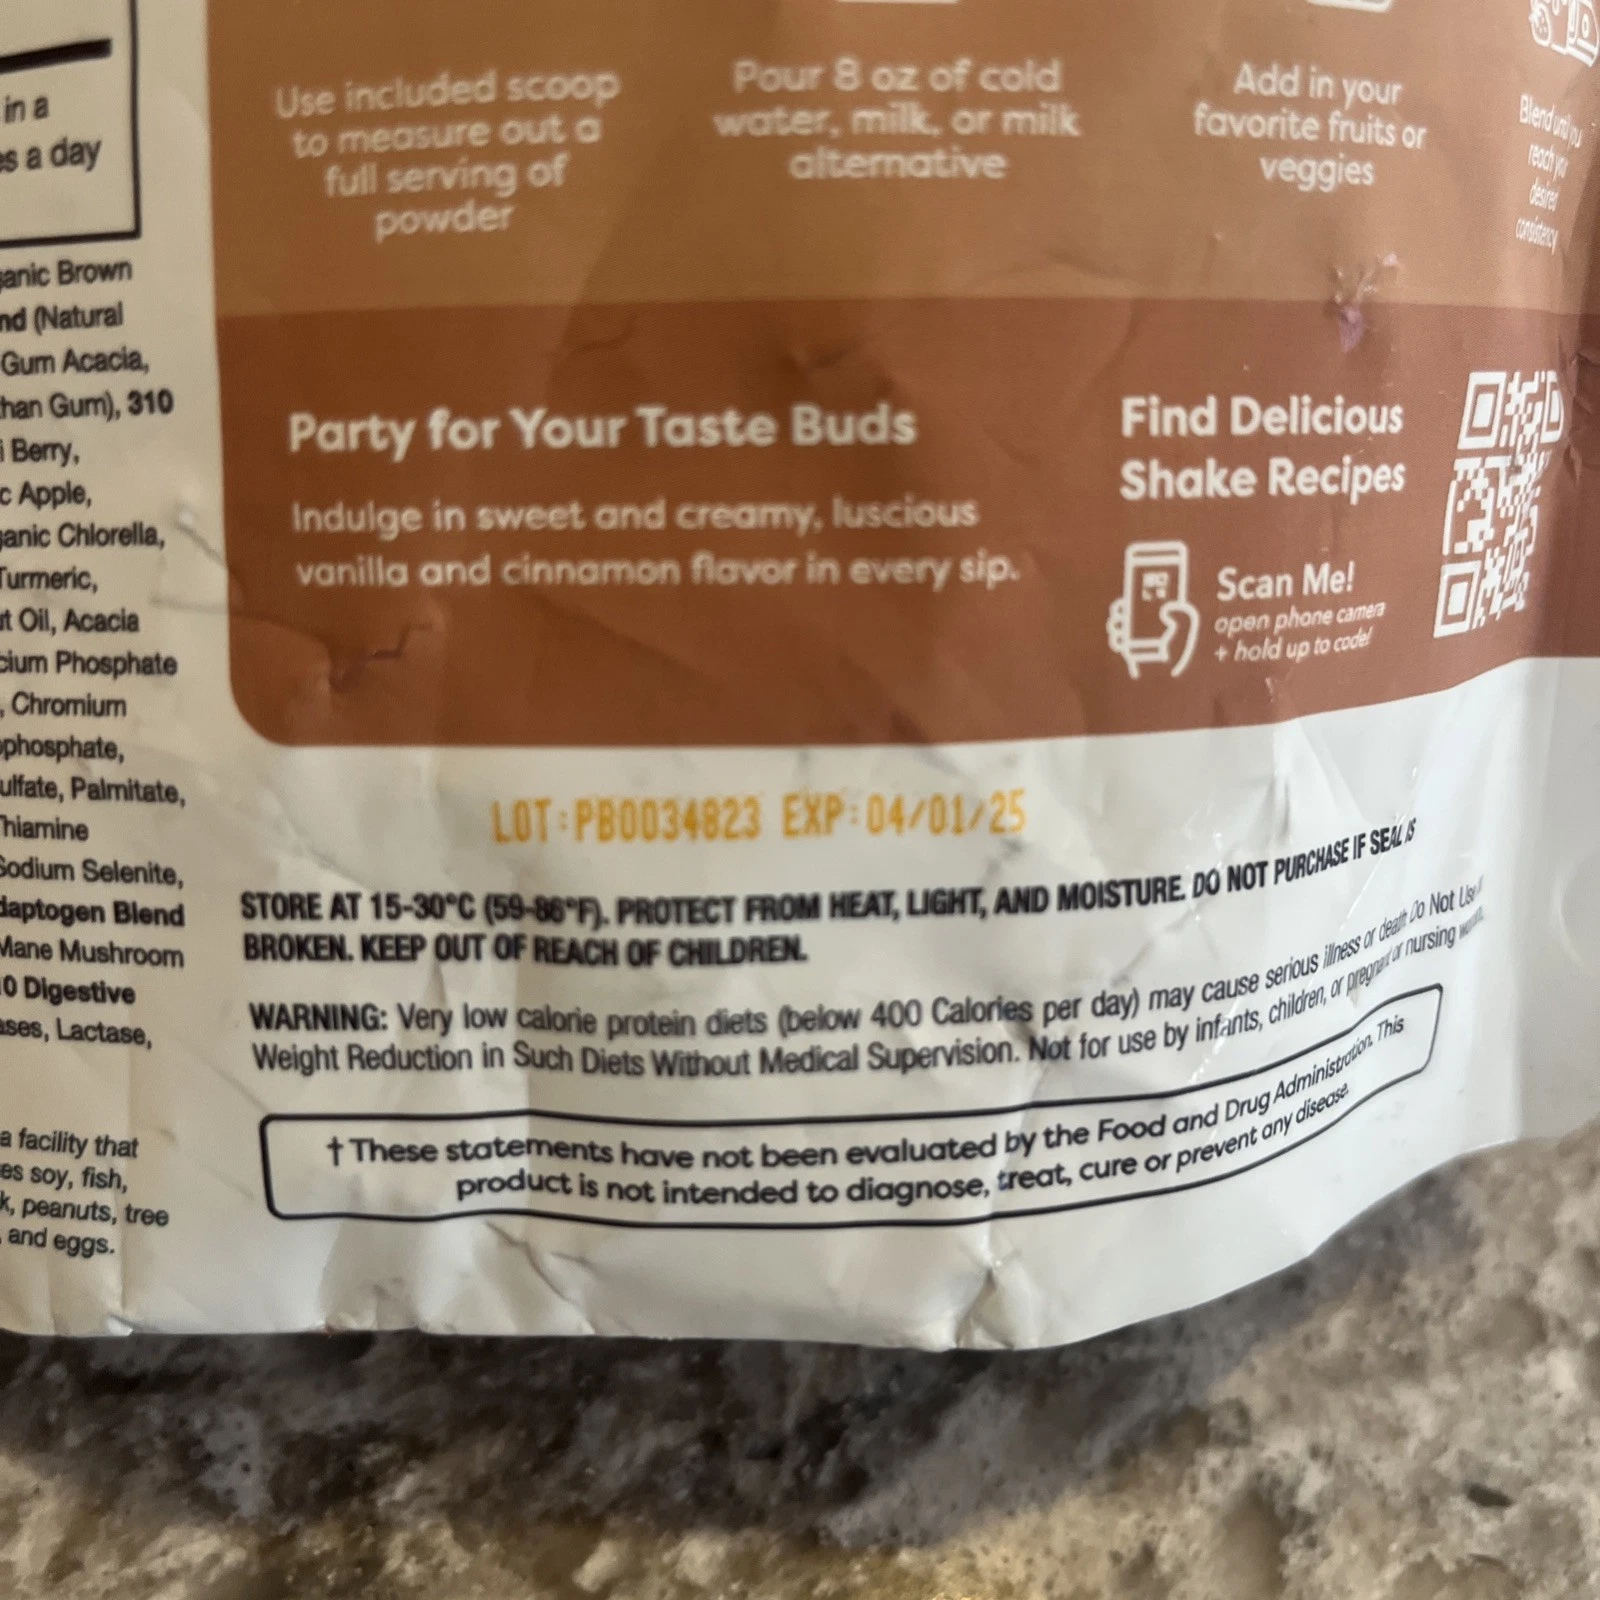 in a
es a day
ganic Brown
nd (Natural
Gum Acacia,
than Gum), 310
i Berry,
c Apple,
ganic Chlorella,
Turmeric,
ut Oil, Acacia
cium Phosphate
, Chromium
ophosphate,
ulfate, Palmitate,
Thiamine
Sodium Selenite,
daptogen Blend
Mane Mushroom
0 Digestive
ases, Lactase,
a facility that
es soy, fish,
k, peanuts, tree
, and eggs.
Use included scoop
to measure out a
full serving of
powder
Pour 8 oz of cold
water, milk, or milk
alternative
Add in your
favorite fruits or
veggies
Blend until you
reach your
desired
consistency
Party for Your Taste Buds
Indulge in sweet and creamy, luscious
vanilla and cinnamon flavor in every sip.
Find Delicious
Shake Recipes
Scan Me!
open phone camera
+ hold up to code!
LOT:PB0034823 EXP:04/01/25
STORE AT 15-30°C (59-86°F). PROTECT FROM HEAT, LIGHT, AND MOISTURE. DO NOT PURCHASE IF SEAL IS
BROKEN. KEEP OUT OF REACH OF CHILDREN.
WARNING: Very low calorie protein diets (below 400 Calories per day) may cause serious illness or death Do Not Use
Weight Reduction in Such Diets Without Medical Supervision. Not for use by infants, children, or pregnant or nursing
† These statements have not been evaluated by the Food and Drug Administration. This
product is not intended to diagnose, treat, cure or prevent any disease.